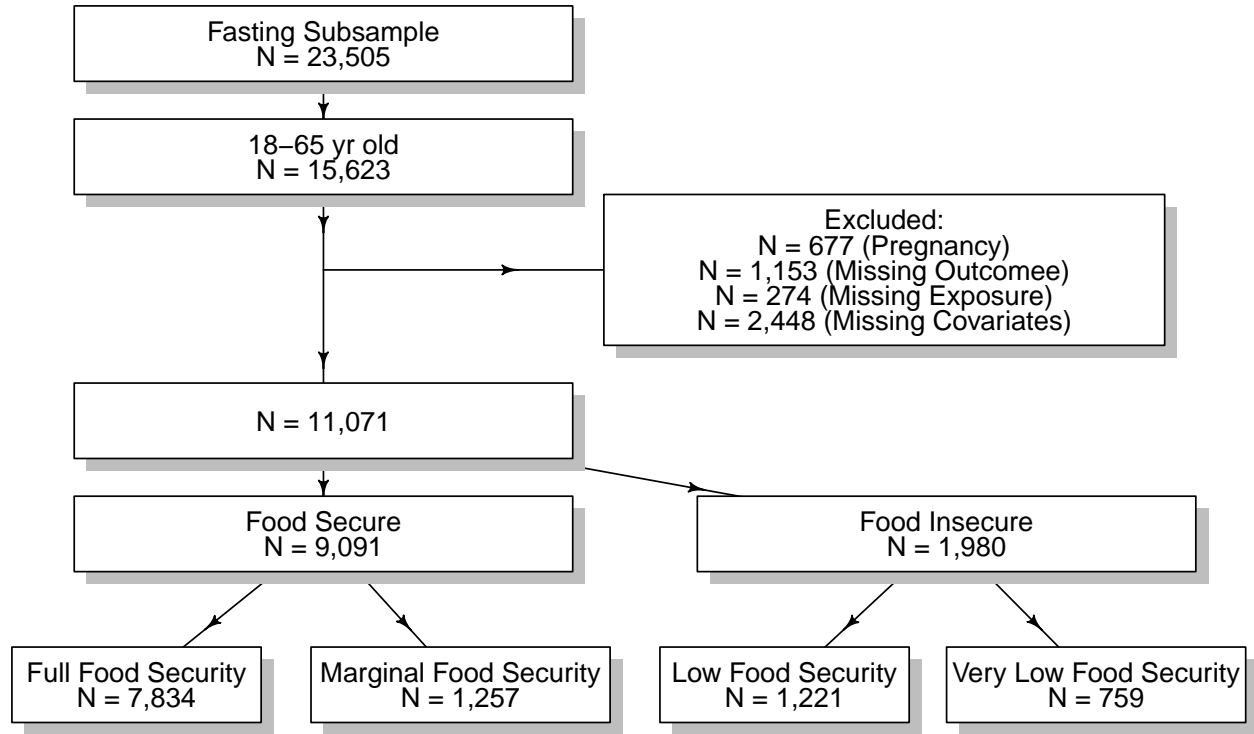 Fasting Subsample
N = 23,505
18–65 yr old
N = 15,623
Excluded:
N = 677 (Pregnancy)
N = 1,153 (Missing Outcomee)
N = 274 (Missing Exposure)
N = 2,448 (Missing Covariates)
N = 11,071
Food Secure
N = 9,091
Food Insecure
N = 1,980
Full Food Security
N = 7,834
Marginal Food Security
N = 1,257
Low Food Security
N = 1,221
Very Low Food Security
N = 759